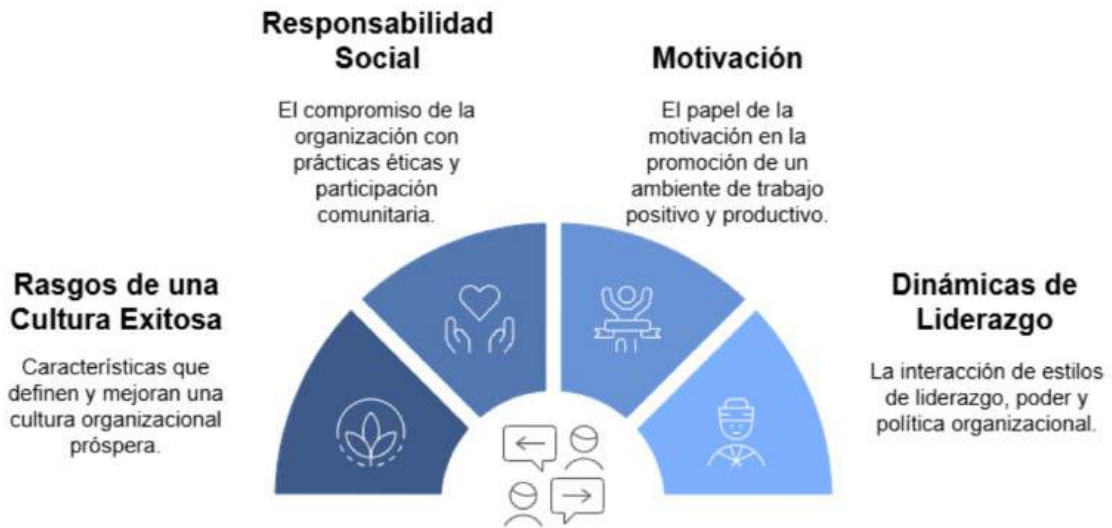 Responsabilidad
Social
El compromiso de la
organización con
prácticas éticas y
participación
comunitaria.
Motivación
El papel de la
motivación en la
promoción de un
ambiente de trabajo
positivo y productivo.
Rasgos de una
Cultura Exitosa
Características que
definen y mejoran una
cultura organizacional
próspera.
Dinámicas de
Liderazgo
La interacción de estilos
de liderazgo, poder y
política organizacional.